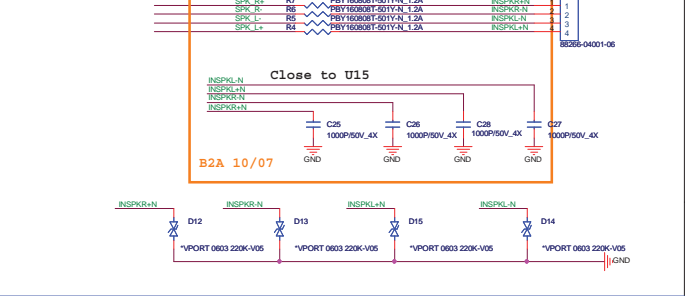 SPK_R+ R7 PBY160808T-501Y-N_1.2A INSPKR+N 1
SPK_R- R6 PBY160808T-501Y-N_1.2A INSPKR-N 2 2
SPK_L- R5 PBY160808T-501Y-N_1.2A INSPKL-N 3 3
SPK_L+ R4 PBY160808T-501Y-N_1.2A INSPKL+N 4 4
88266-04001-06
Close to U15
INSPKL-N
INSPKL+N
INSPKR-N
INSPKR+N
C25 C26 C28 C27
1000P/50V_4X 1000P/50V_4X 1000P/50V_4X 1000P/50V_4X
GND GND GND GND
B2A 10/07
INSPKR+N INSPKR-N INSPKL+N INSPKL-N
D12 D13 D15 D14
*VPORT 0603 220K-V05 *VPORT 0603 220K-V05 *VPORT 0603 220K-V05 *VPORT 0603 220K-V05
GND